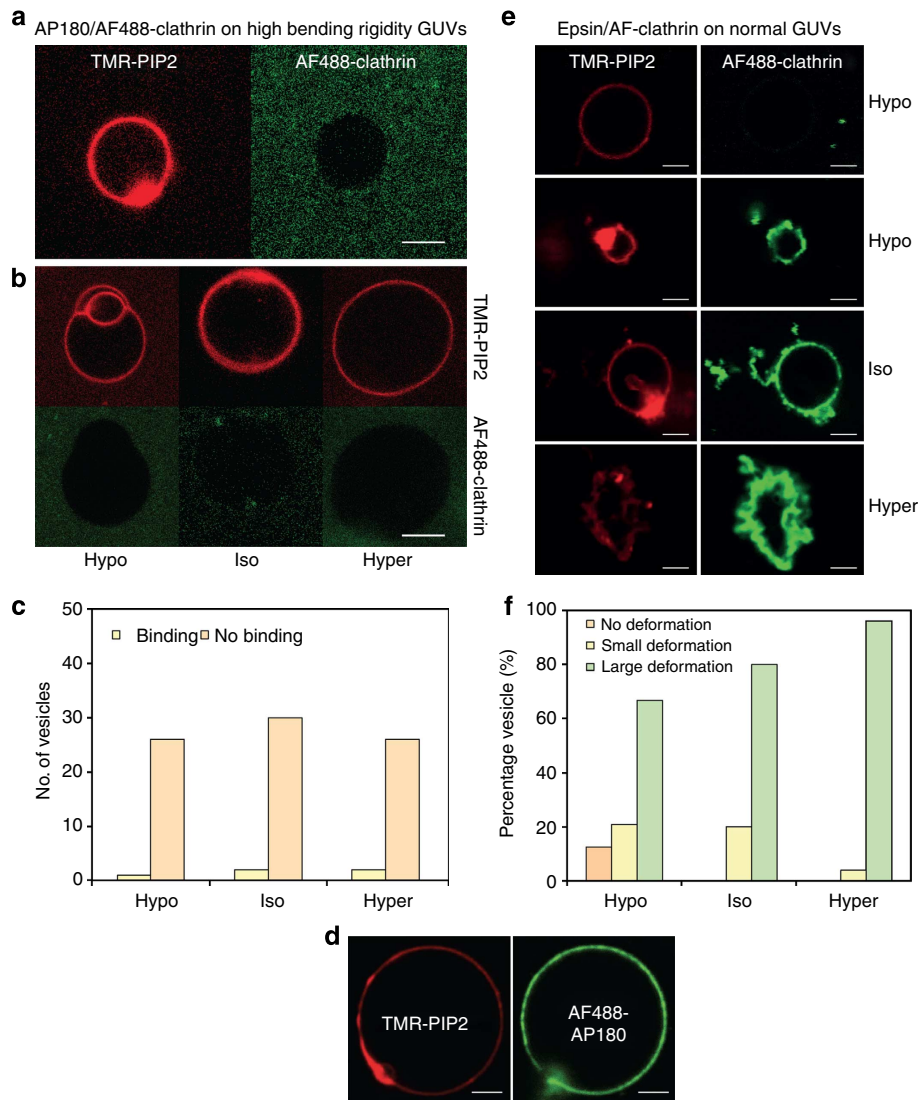 a
AP180/AF488-clathrin on high bending rigidity GUVs
TMR-PIP2
AF488-clathrin
b
TMR-PIP2
AF488-clathrin
Hypo
Iso
Hyper
c
50
40
30
20
10
0
No. of vesicles
Binding
No binding
Hypo
Iso
Hyper
d
TMR-PIP2
AF488-
AP180
e
Epsin/AF-clathrin on normal GUVs
TMR-PIP2
AF488-clathrin
Hypo
Hypo
Iso
Hyper
f
100
80
60
40
20
0
Percentage vesicle (%)
No deformation
Small deformation
Large deformation
Hypo
Iso
Hyper